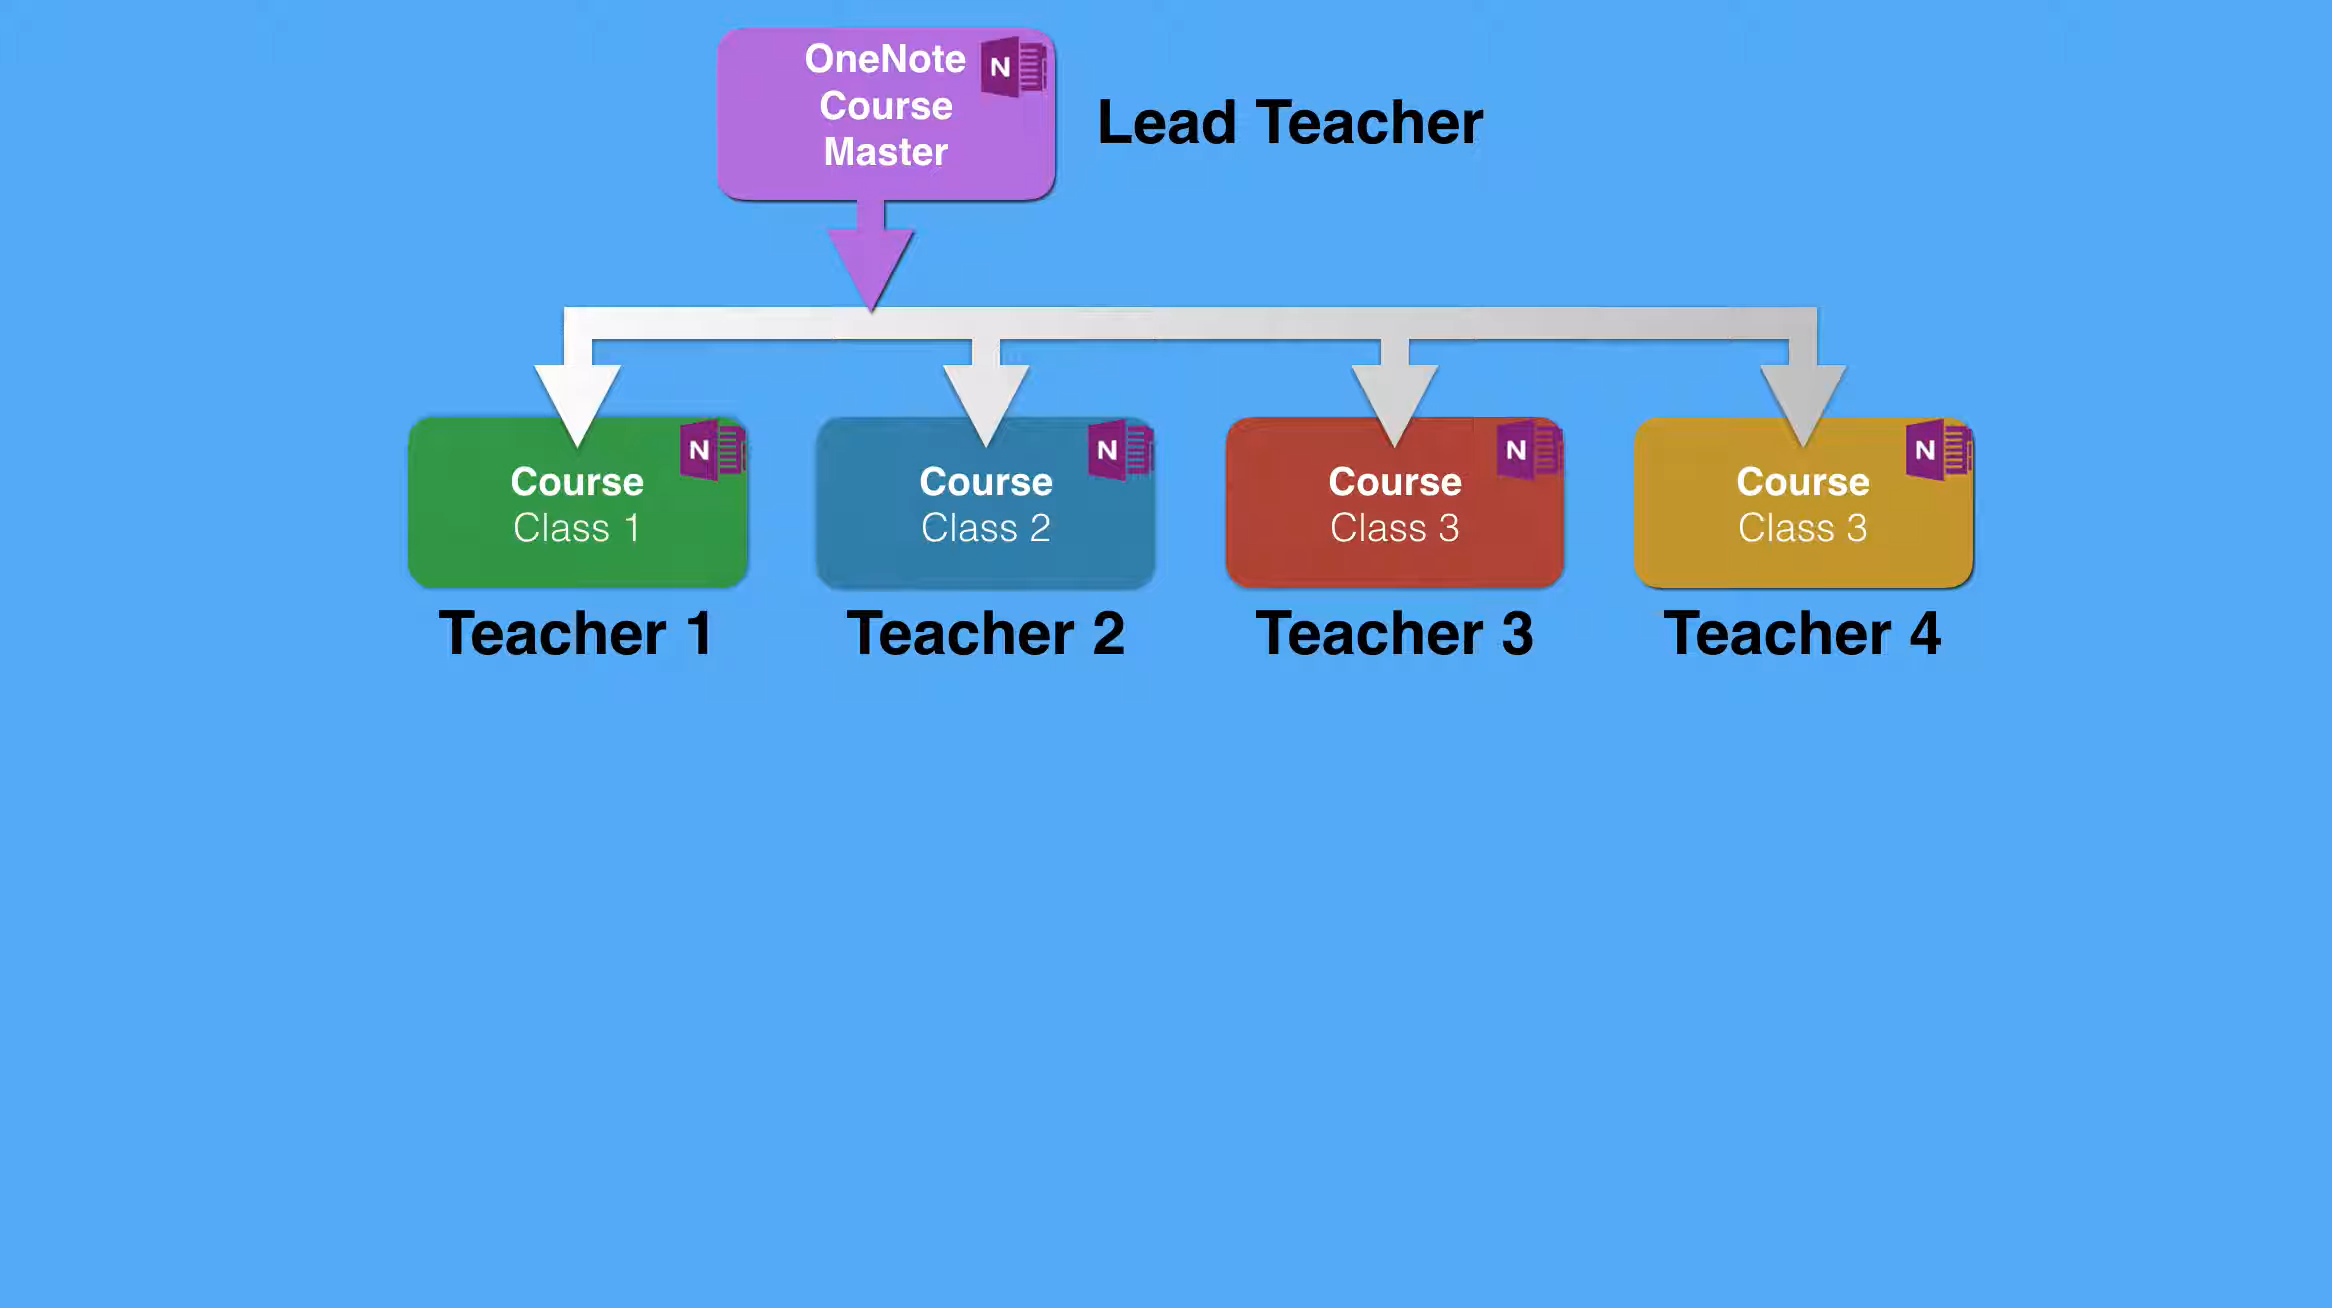 OneNote
Course
Master
N
Lead Teacher
N
Course
Class 1
N
Course
Class 2
N
Course
Class 3
N
Course
Class 3
Teacher 1
Teacher 2
Teacher 3
Teacher 4